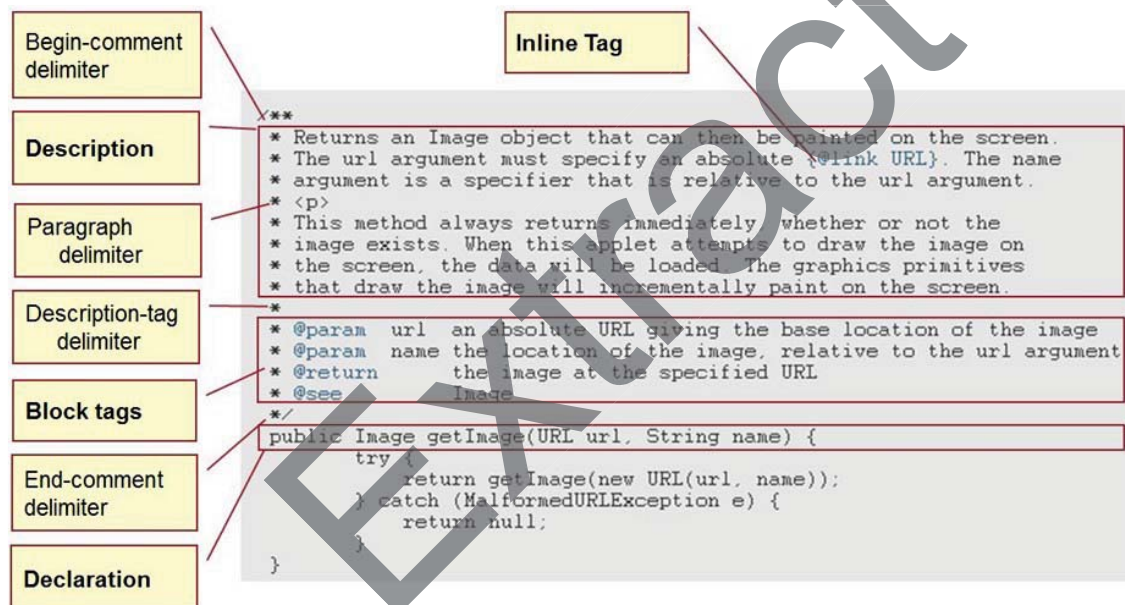 Begin-comment
delimiter
Inline Tag
Description
Paragraph
delimiter
Description-tag
delimiter
Block tags
End-comment
delimiter
Declaration
/**
* Returns an Image object that can then be painted on the screen.
* The url argument must specify an absolute {@link URL}. The name
* argument is a specifier that is relative to the url argument.
* <p>
* This method always returns immediately, whether or not the
* image exists. When this applet attempts to draw the image on
* the screen, the data will be loaded. The graphics primitives
* that draw the image will incrementally paint on the screen.
*
* @param url an absolute URL giving the base location of the image
* @param name the location of the image, relative to the url argument
* @return the image at the specified URL
* @see Image
*/
public Image getImage(URL url, String name) {
try {
return getImage(new URL(url, name));
} catch (MalformedURLException e) {
return null;
}
}
Extract